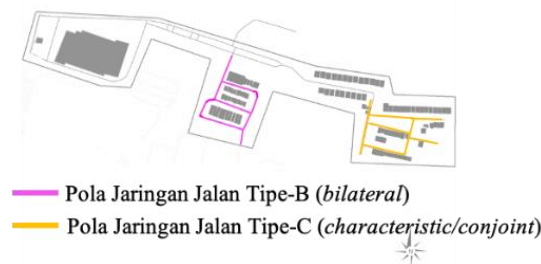 Pola Jaringan Jalan Tipe-B (bilateral)
Pola Jaringan Jalan Tipe-C (characteristic/conjoint)